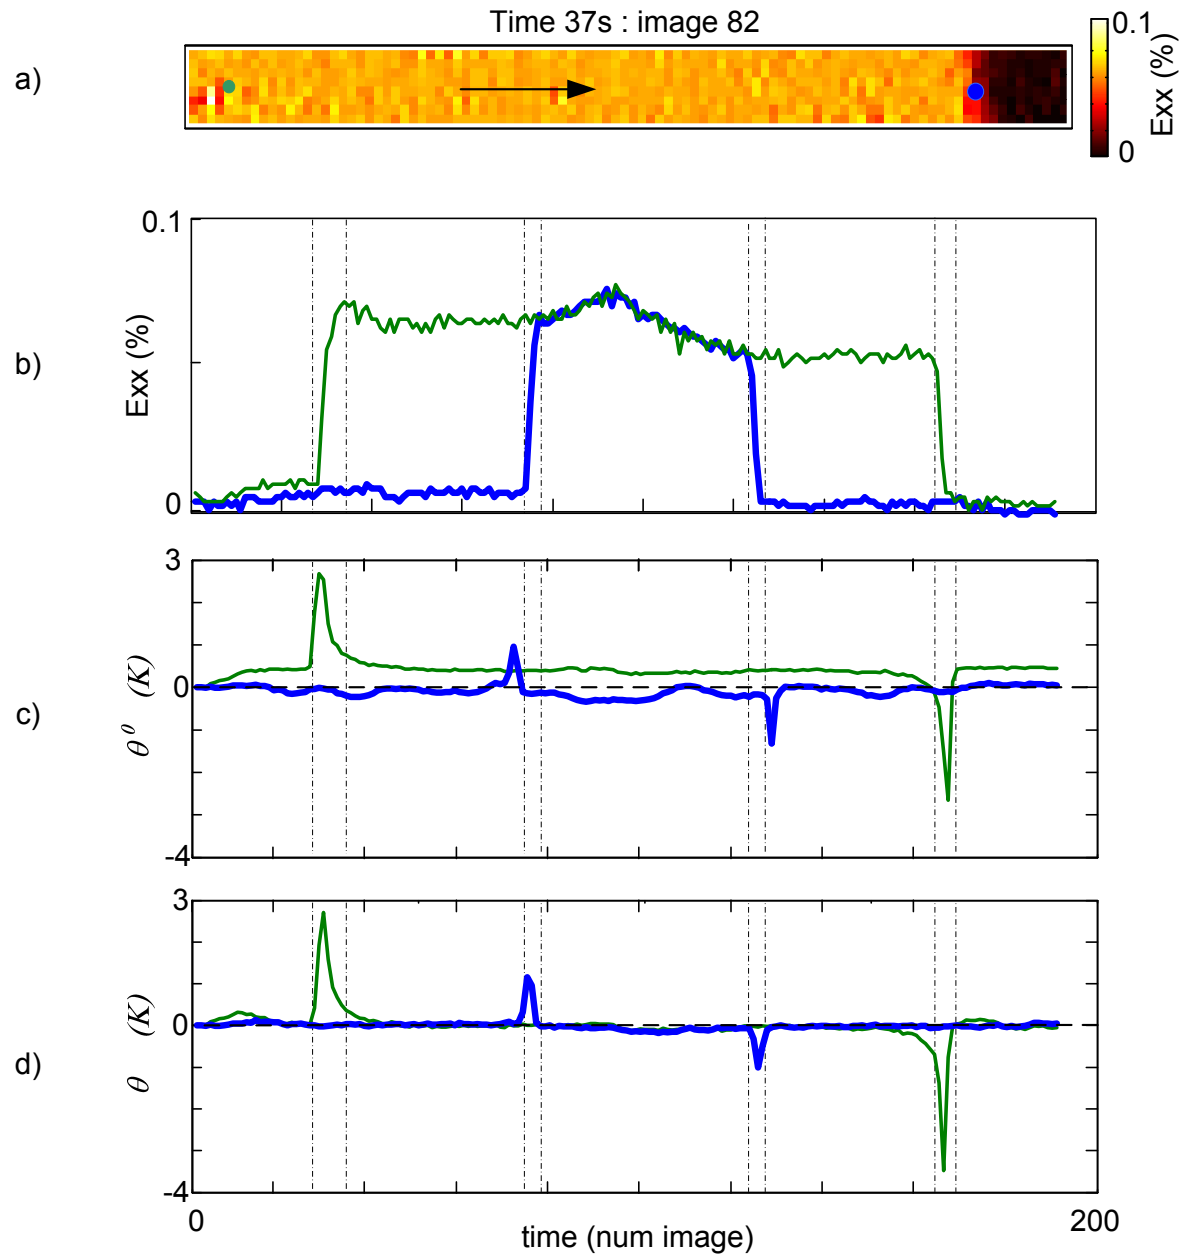 Time 37s : image 82
a)
0.1
0
Exx (%)
b)
0.1
0
Exx (%)
c)
3
0
-4
θ⁰ (K)
d)
3
0
-4
θ (K)
0
200
time (num image)